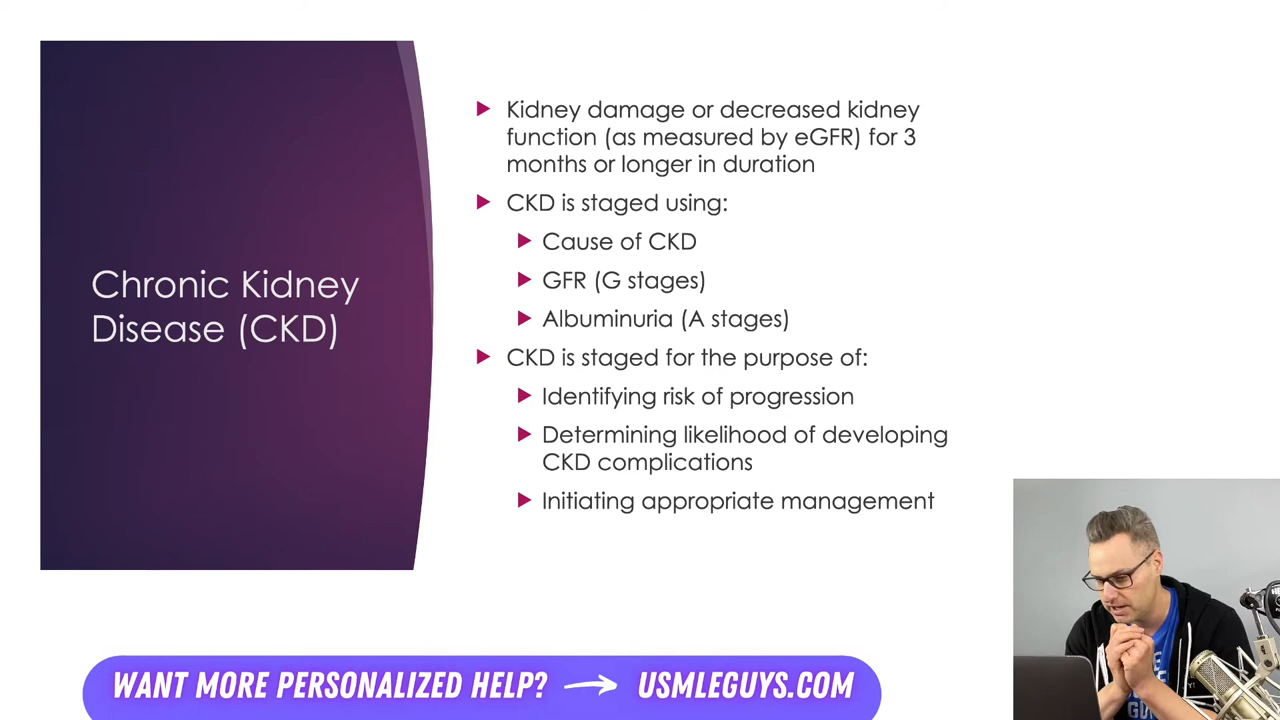 Chronic Kidney
Disease (CKD)
Kidney damage or decreased kidney
function (as measured by eGFR) for 3
months or longer in duration
CKD is staged using:
Cause of CKD
GFR (G stages)
Albuminuria (A stages)
CKD is staged for the purpose of:
Identifying risk of progression
Determining likelihood of developing
CKD complications
Initiating appropriate management
WANT MORE PERSONALIZED HELP? → USMLEGUYS.COM